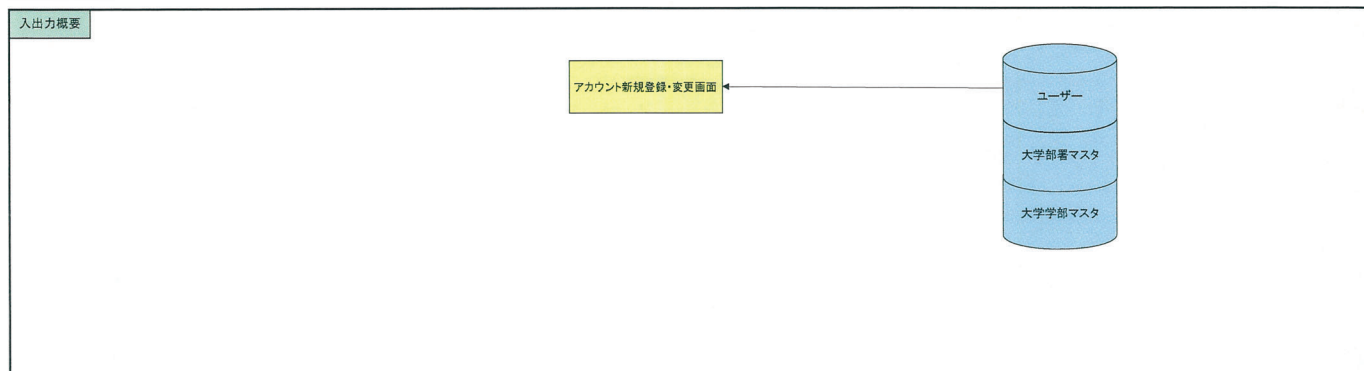 入出力概要
アカウント新規登録・変更画面
ユーザー
大学部署マスタ
大学学部マスタ